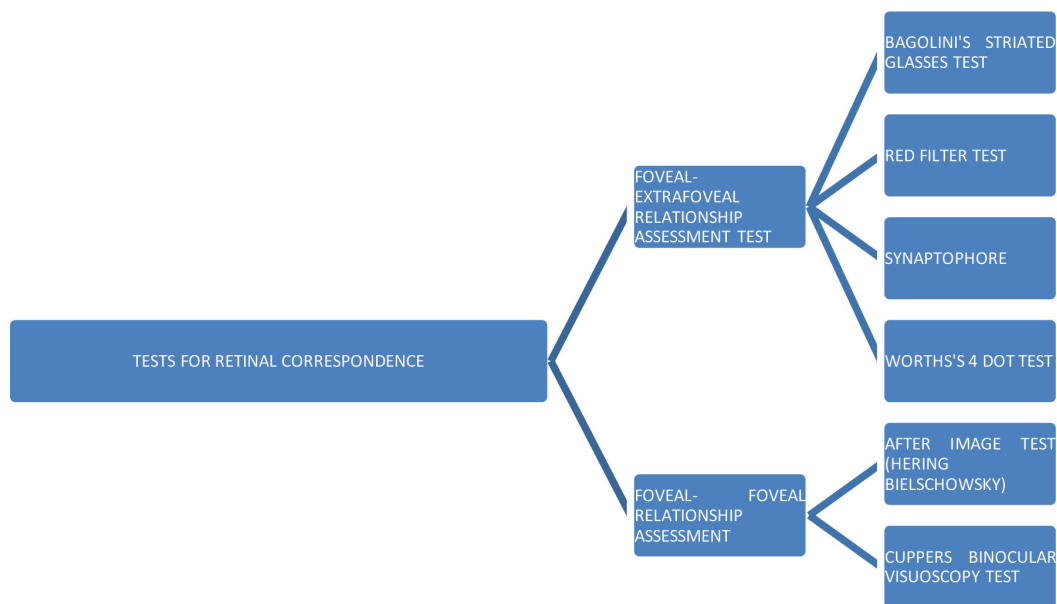 TESTS FOR RETINAL CORRESPONDENCE
FOVEAL-
EXTRAFOVEAL
RELATIONSHIP
ASSESSMENT TEST
BAGOLINI'S STRIATED
GLASSES TEST
RED FILTER TEST
SYNAPTOPHORE
WORTHS'S 4 DOT TEST
FOVEAL- FOVEAL
RELATIONSHIP
ASSESSMENT
AFTER IMAGE TEST
(HERING
BIELSCHOWSKY)
CUPPERS BINOCULAR
VISUOSCOPY TEST